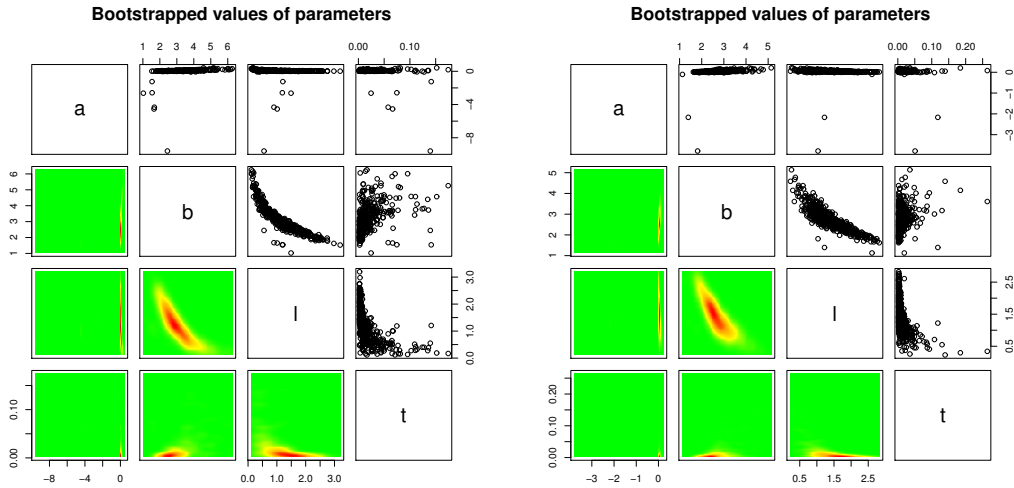 Bootstrapped values of parameters Bootstrapped values of parameters
1 2 3 4 5 6 0.00 0.10 1 2 3 4 5 0.00 0.10 0.20
a 0 -4 -8 a 0 -1 -2 -3
6 5 4 3 2 1 b 5 4 3 2 1 b
l 3.0 2.0 1.0 0.0 l 2.5 1.5 0.5
0.10 0.00 t 0.20 0.10 0.00 t
-8 -4 0 0.0 1.0 2.0 3.0 -3 -2 -1 0 0.5 1.5 2.5